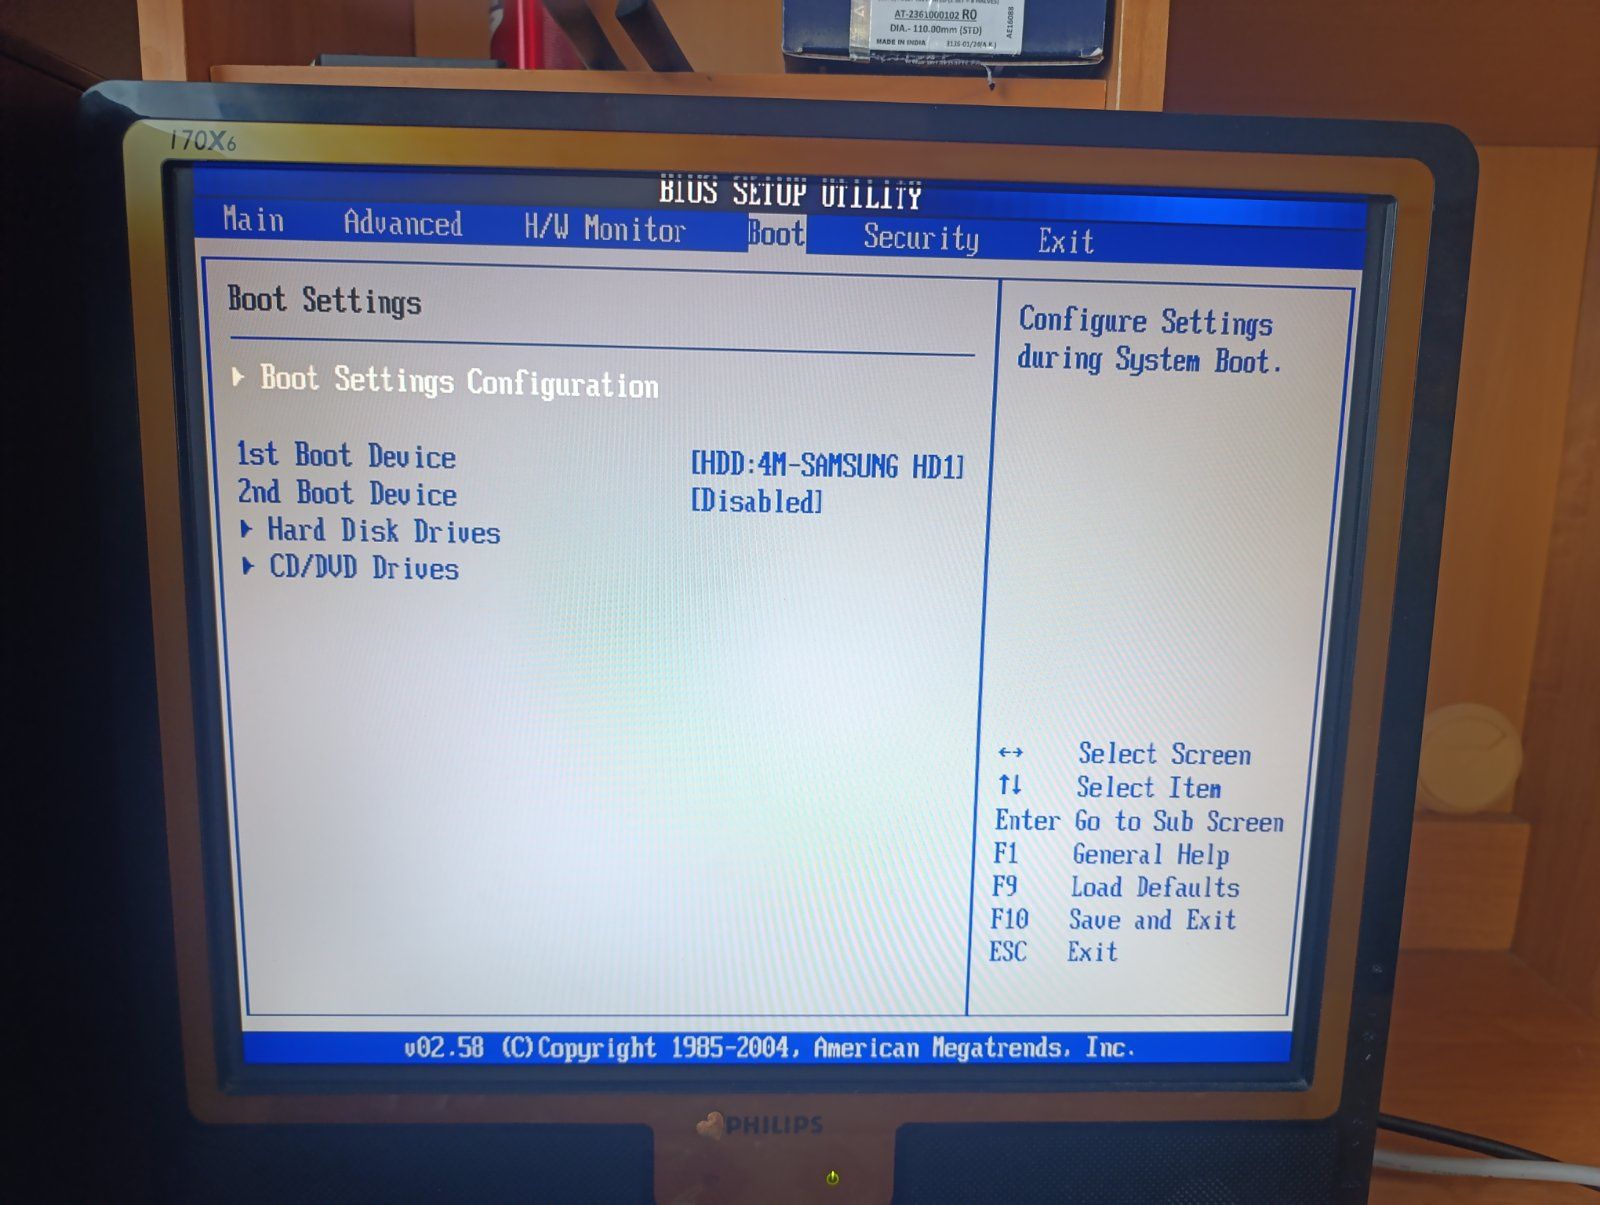 AT-2361000102 R0
DIA.- 110.00mm (STD)
MADE IN INDIA
AE16088
170X6
BIOS SETUP UTILITY
Main Advanced H/W Monitor Boot Security Exit
Boot Settings
Boot Settings Configuration
1st Boot Device [HDD:4M-SAMSUNG HD1]
2nd Boot Device [Disabled]
Hard Disk Drives
CD/DVD Drives
Configure Settings
during System Boot.
↔ Select Screen
↑↓ Select Item
Enter Go to Sub Screen
F1 General Help
F9 Load Defaults
F10 Save and Exit
ESC Exit
v02.58 (C)Copyright 1985-2004, American Megatrends, Inc.
PHILIPS